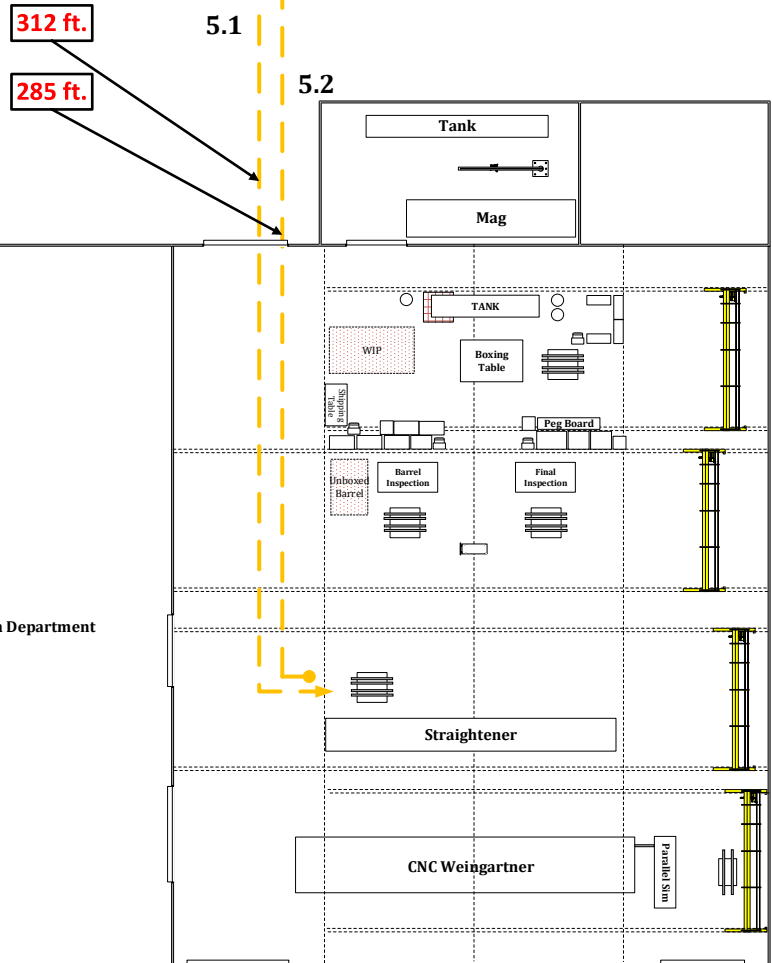 312 ft.
5.1
285 ft.
5.2
Tank
Mag
TANK
WIP
Boxing
Table
Shipping
Table
Peg Board
Unboxed
Barrel
Barrel
Inspection
Final
Inspection
Department
Straightener
CNC Weingartner
Parallel Sim